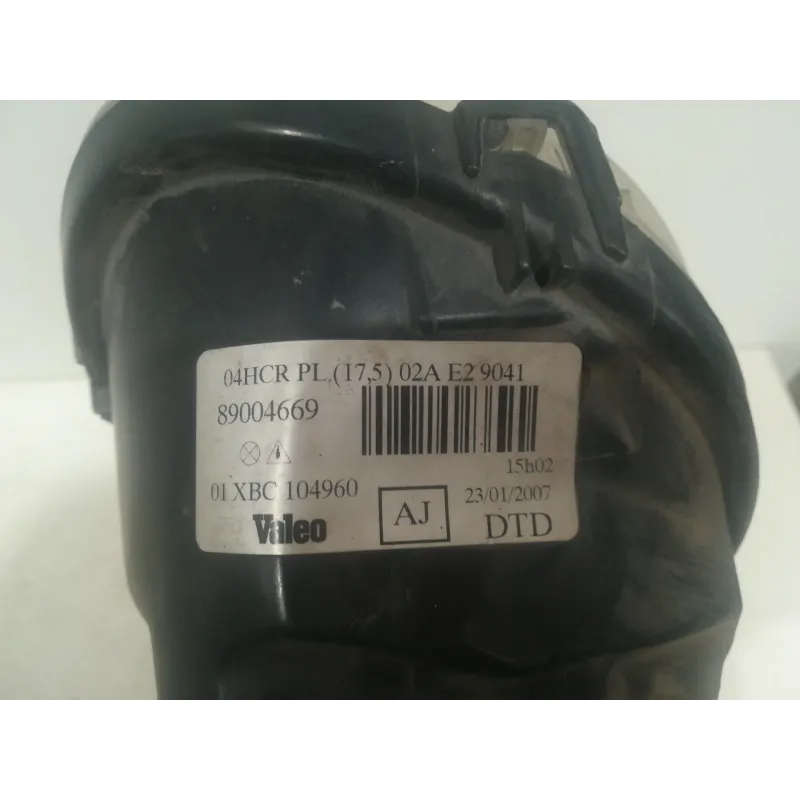 04HCR PL,(17,5) 02A E2 9041
89004669
15h02
01 XBC 104960
23/01/2007
Valeo
AJ
DTD